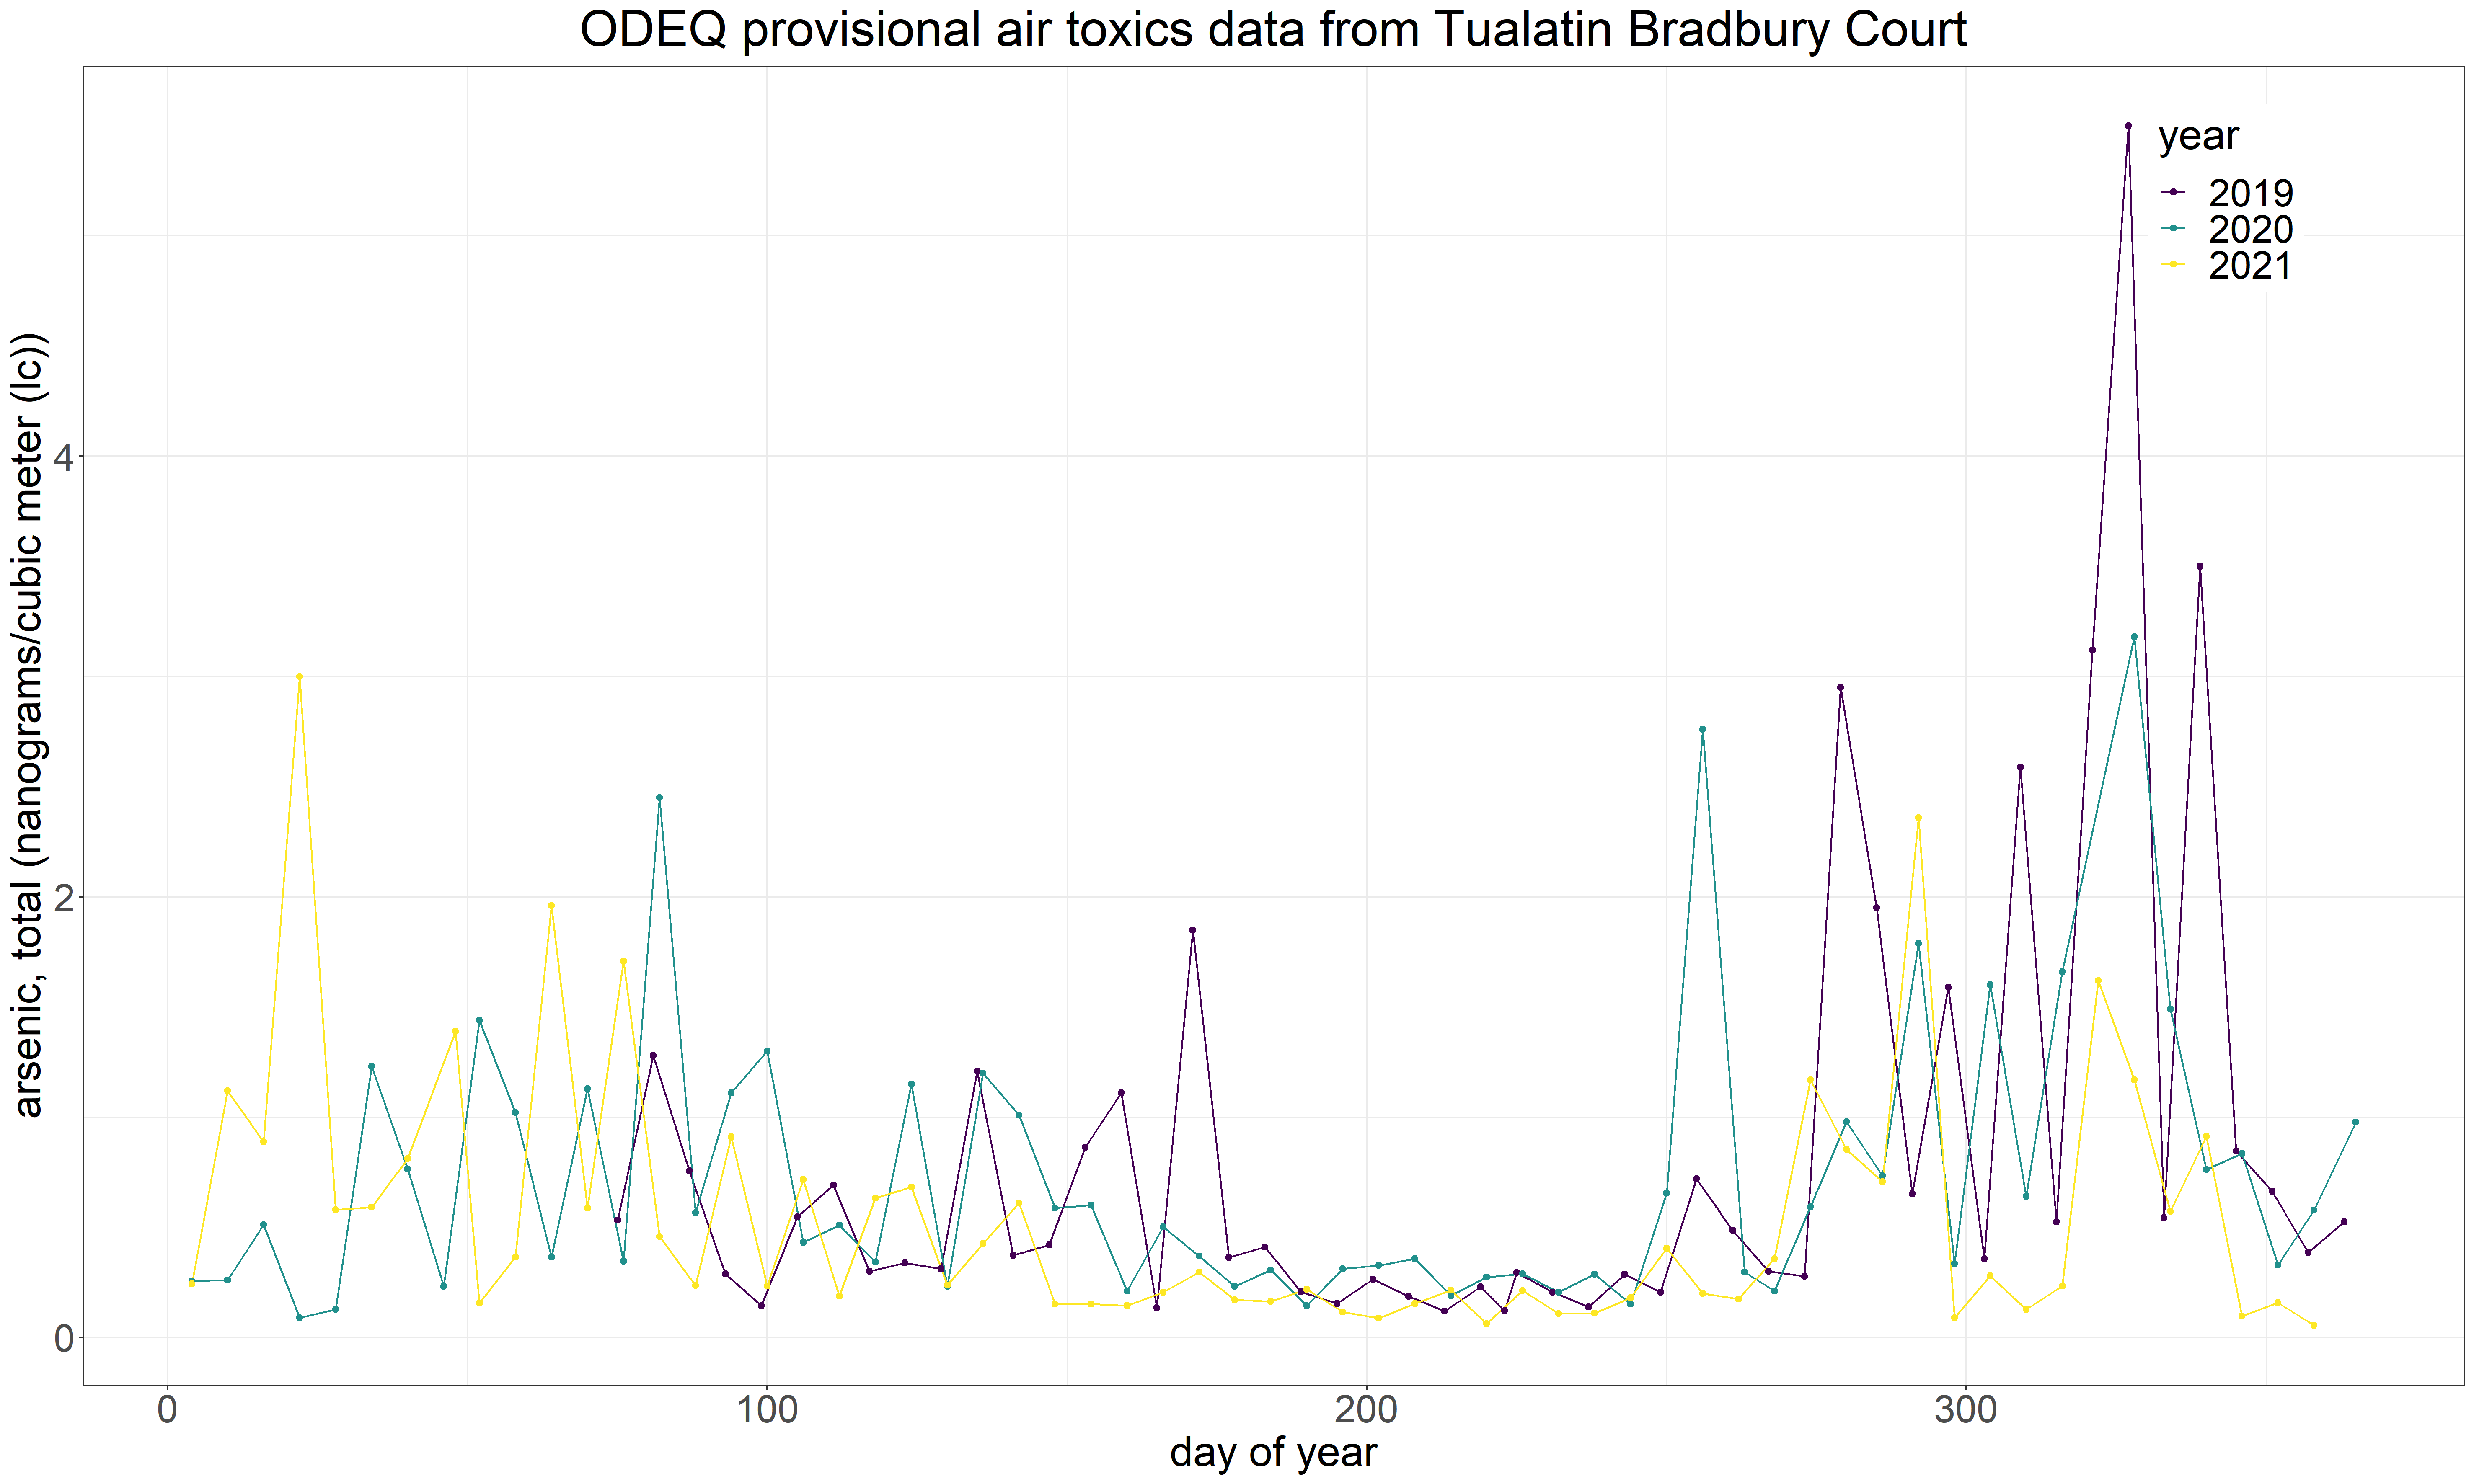 ODEQ provisional air toxics data from Tualatin Bradbury Court
year
2019
2020
2021
arsenic, total (nanograms/cubic meter (lc))
4
2
0
0 100 200 300
day of year